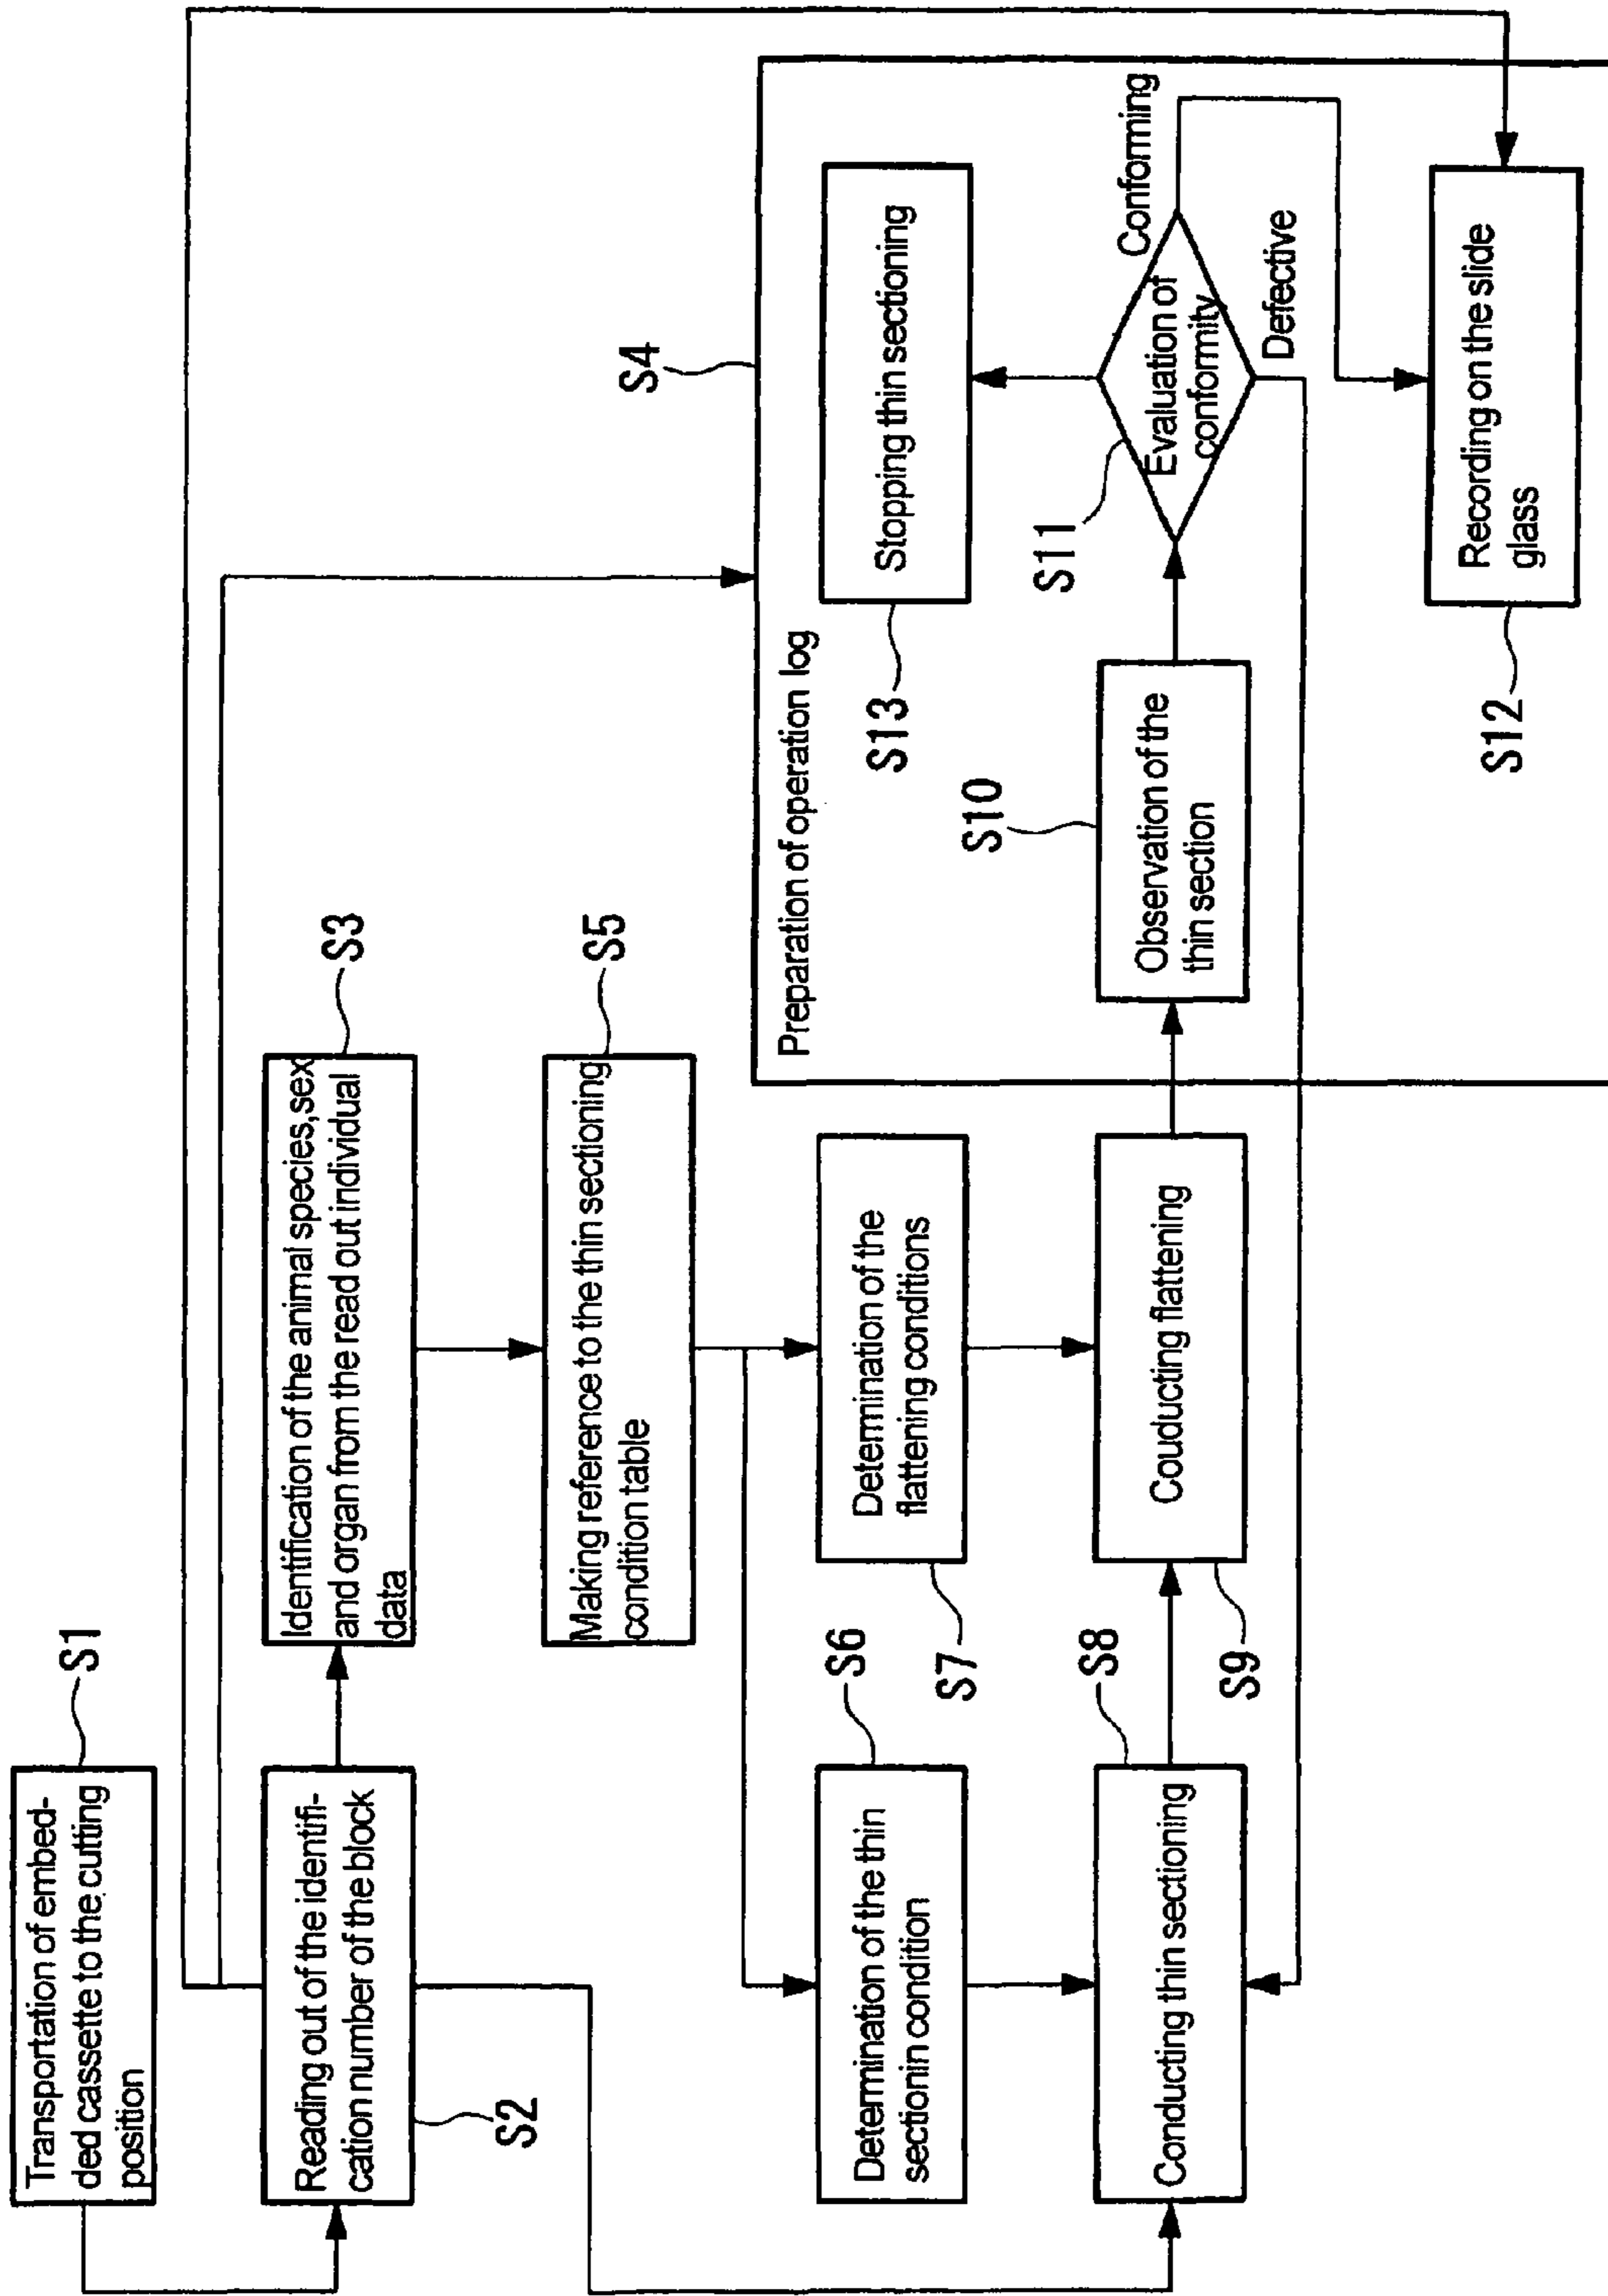 Transportation of embed-
ded cassette to the cutting
position
S1
Reading out of the identifi-
cation number of the block
S2
Identification of the animal species,sex
and organ from the read out individual
data
S3
Making reference to the thin sectioning
condition table
S5
S4
Preparation of operation log
Determination of the thin
sectionin condition
S6
Determination of the
flattening conditions
S7
Stopping thin sectioning
S13
Conducting thin sectioning
S8
Couducting flattening
S9
Observation of the
thin section
S10
Evaluation of
conformity
S11
Conforming
Defective
Recording on the slide
glass
S12